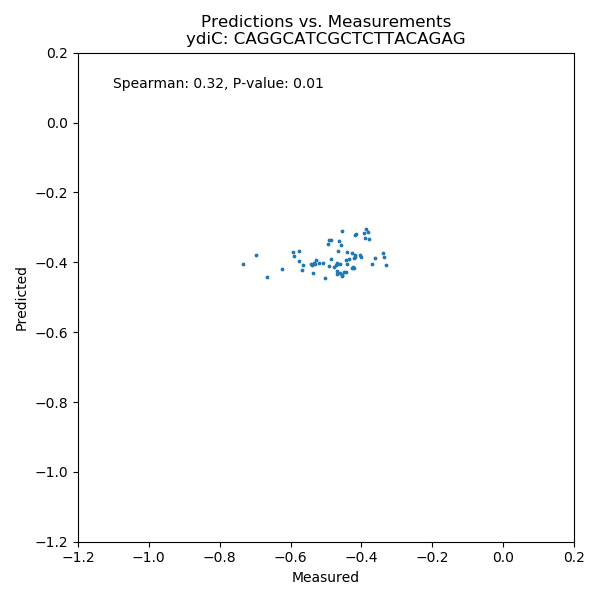 Predictions vs. Measurements
ydiC: CAGGCATCGCTCTTACAGAG
Spearman: 0.32, P-value: 0.01
0.2
0.0
−0.2
−0.4
−0.6
−0.8
−1.0
−1.2
Predicted
−1.2 −1.0 −0.8 −0.6 −0.4 −0.2 0.0 0.2
Measured